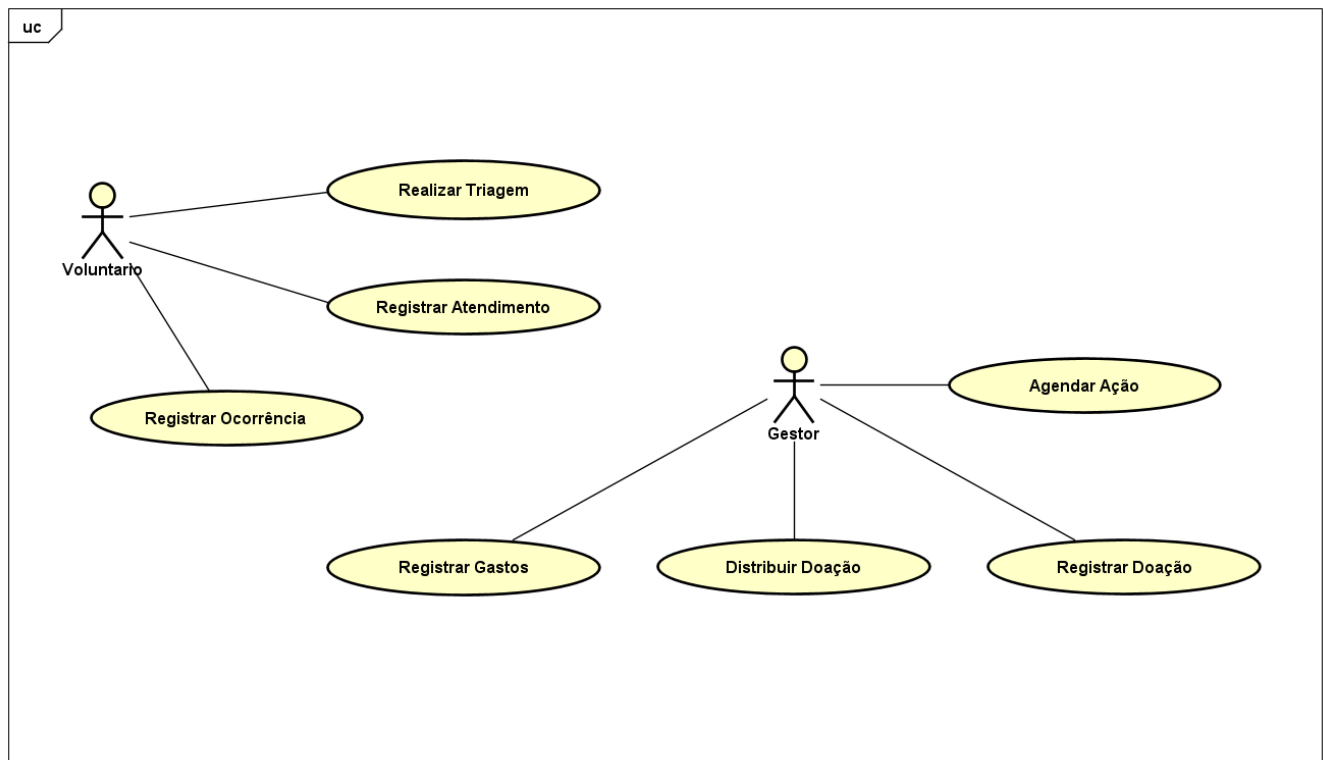 uc
Realizar Triagem
Voluntario
Registrar Atendimento
Agendar Ação
Registrar Ocorrência
Gestor
Registrar Gastos
Distribuir Doação
Registrar Doação